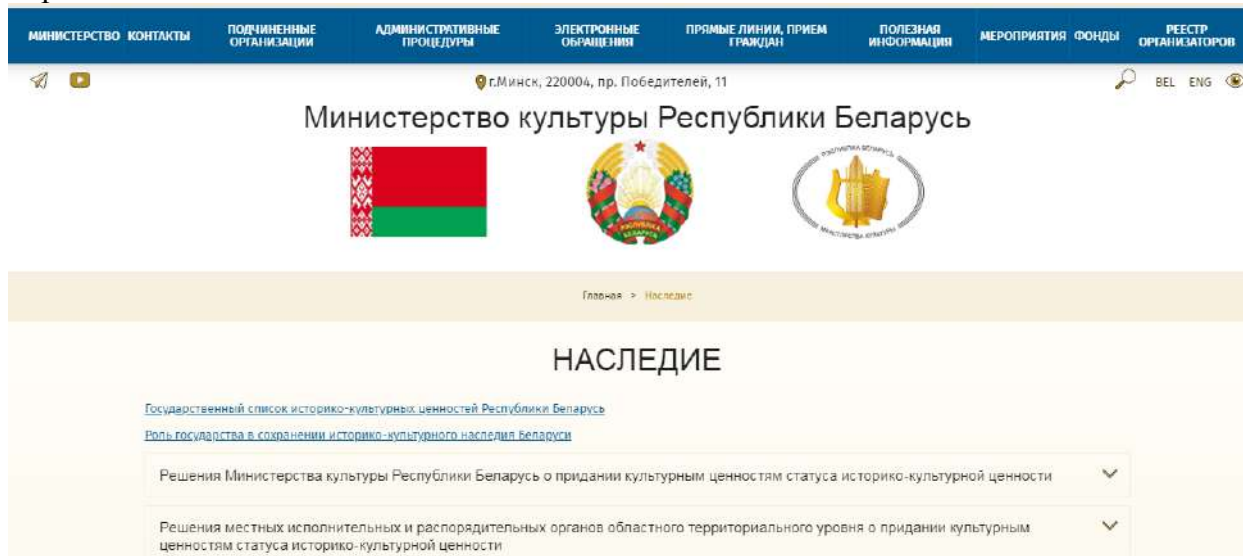 МИНИСТЕРСТВО КОНТАКТЫ ПОДЧИНЕННЫЕ ОРГАНИЗАЦИИ АДМИНИСТРАТИВНЫЕ ПРОЦЕДУРЫ ЭЛЕКТРОННЫЕ ОБРАЩЕНИЯ ПРЯМЫЕ ЛИНИИ, ПРИЕМ ГРАЖДАН ПОЛЕЗНАЯ ИНФОРМАЦИЯ МЕРОПРИЯТИЯ ФОНДЫ РЕЕСТР ОРГАНИЗАТОРОВ
г.Минск, 220004, пр. Победителей, 11 BEL ENG
Министерство культуры Республики Беларусь
Главная > Наследие
НАСЛЕДИЕ
Государственный список историко-культурных ценностей Республики Беларусь
Роль государства в сохранении историко-культурного наследия Беларуси
Решения Министерства культуры Республики Беларусь о придании культурным ценностям статуса историко-культурной ценности
Решения местных исполнительных и распорядительных органов областного территориального уровня о придании культурным
ценностям статуса историко-культурной ценности